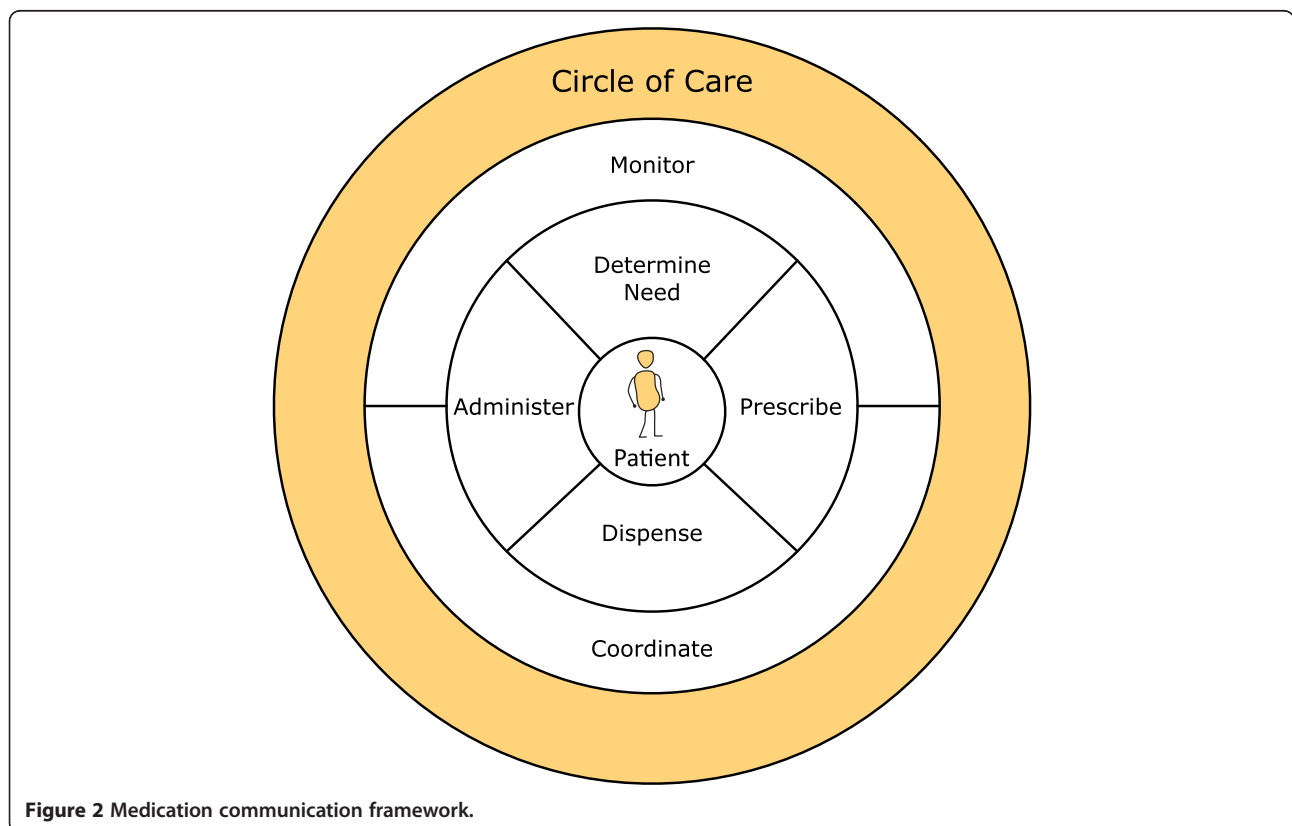 Circle of Care
Monitor
Determine
Need
Administer
Prescribe
Patient
Dispense
Coordinate
Figure 2 Medication communication framework.